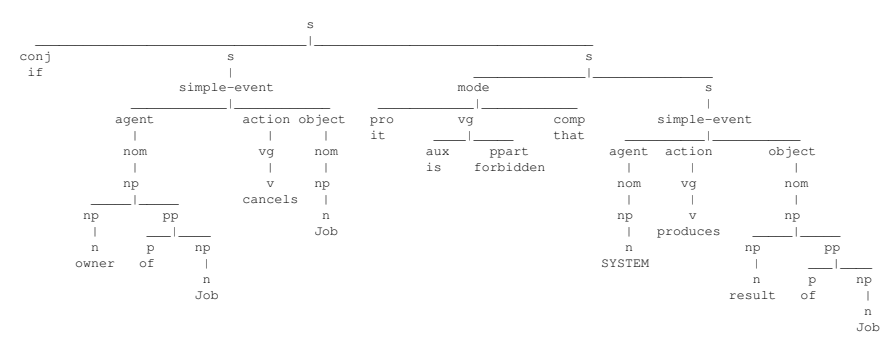 s
conj s s
if
simple-event mode s
agent action object pro vg comp simple-event
it that
nom vg nom aux ppart agent action object
is forbidden
np v np nom vg nom
cancels
np pp n np v np
Job produces
n p np n np pp
owner of SYSTEM
n n p np
Job result of
n
Job